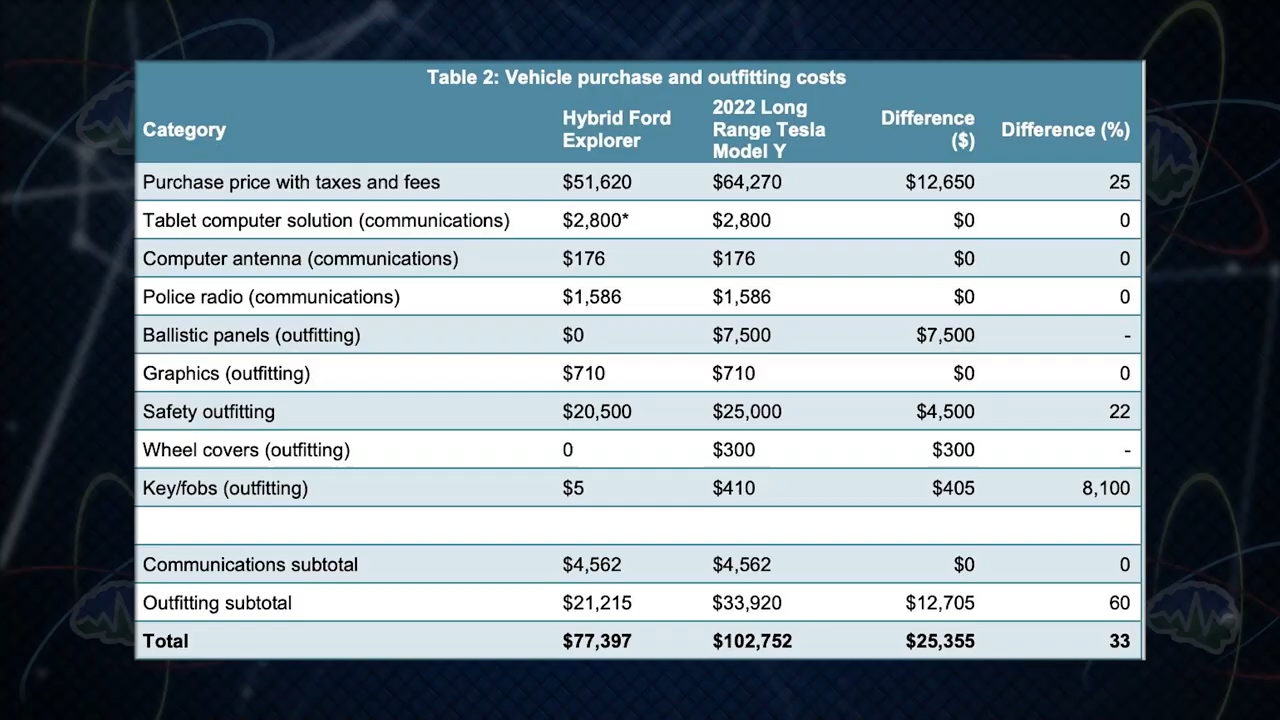 Table 2: Vehicle purchase and outfitting costs
Category Hybrid Ford Explorer 2022 Long Range Tesla Model Y Difference ($) Difference (%)
Purchase price with taxes and fees $51,620 $64,270 $12,650 25
Tablet computer solution (communications) $2,800* $2,800 $0 0
Computer antenna (communications) $176 $176 $0 0
Police radio (communications) $1,586 $1,586 $0 0
Ballistic panels (outfitting) $0 $7,500 $7,500 -
Graphics (outfitting) $710 $710 $0 0
Safety outfitting $20,500 $25,000 $4,500 22
Wheel covers (outfitting) 0 $300 $300 -
Key/fobs (outfitting) $5 $410 $405 8,100
Communications subtotal $4,562 $4,562 $0 0
Outfitting subtotal $21,215 $33,920 $12,705 60
Total $77,397 $102,752 $25,355 33